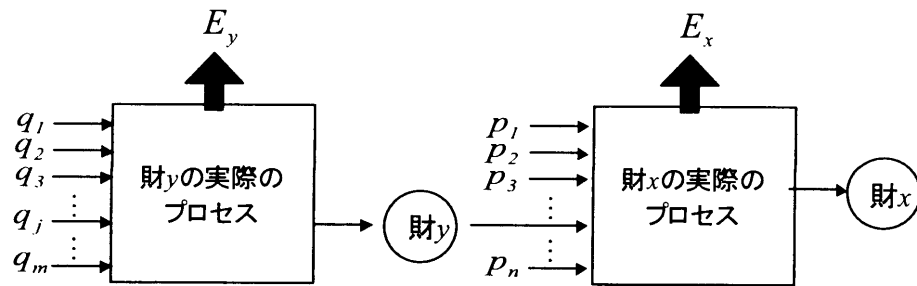 E_y
q_1
q_2
q_3
⋮
q_j
⋮
q_m
財yの実際の
プロセス
財y
E_x
p_1
p_2
p_3
⋮
⋮
p_n
財xの実際の
プロセス
財x